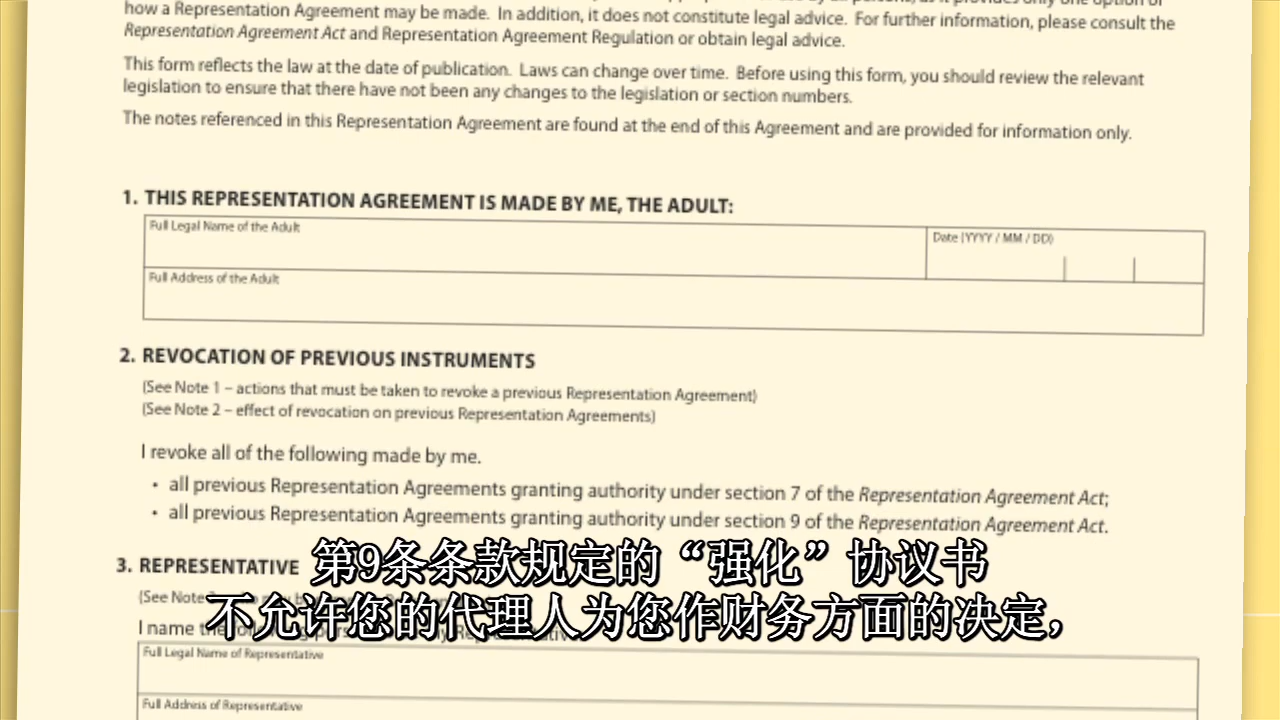 how a Representation Agreement may be made. In addition, it does not constitute legal advice. For further information, please consult the
Representation Agreement Act and Representation Agreement Regulation or obtain legal advice.
This form reflects the law at the date of publication. Laws can change over time. Before using this form, you should review the relevant
legislation to ensure that there have not been any changes to the legislation or section numbers.
The notes referenced in this Representation Agreement are found at the end of this Agreement and are provided for information only.
1. THIS REPRESENTATION AGREEMENT IS MADE BY ME, THE ADULT:
Full Legal Name of the Adult
Date (YYYY / MM / DD)
Full Address of the Adult
2. REVOCATION OF PREVIOUS INSTRUMENTS
(See Note 1 – actions that must be taken to revoke a previous Representation Agreement)
(See Note 2 – effect of revocation on previous Representation Agreements)
I revoke all of the following made by me.
• all previous Representation Agreements granting authority under section 7 of the Representation Agreement Act;
• all previous Representation Agreements granting authority under section 9 of the Representation Agreement Act.
3. REPRESENTATIVE
第9条条款规定的“强化”协议书
(See Note
不允许您的代理人为您作财务方面的决定，
I name
Full Legal Name of Representative
Full Address of Representative